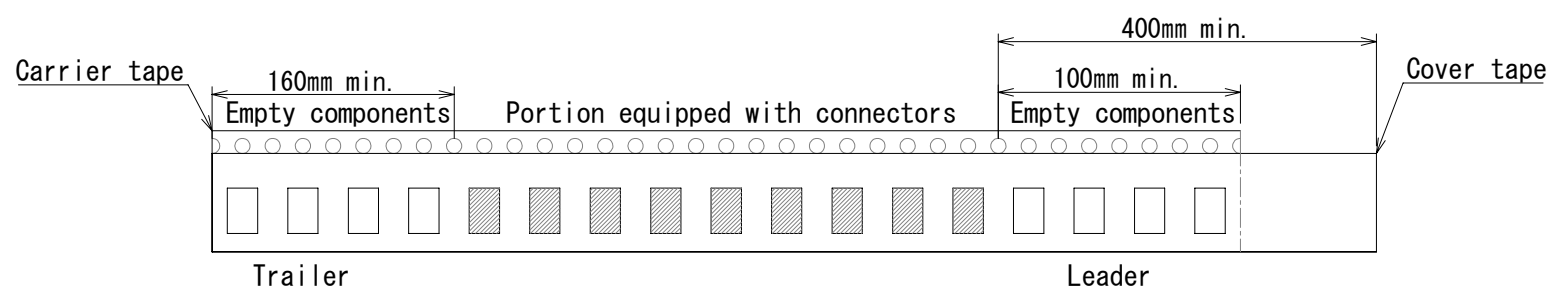 400mm min.
Carrier tape
160mm min.
100mm min.
Cover tape
Empty components
Portion equipped with connectors
Empty components
Trailer
Leader